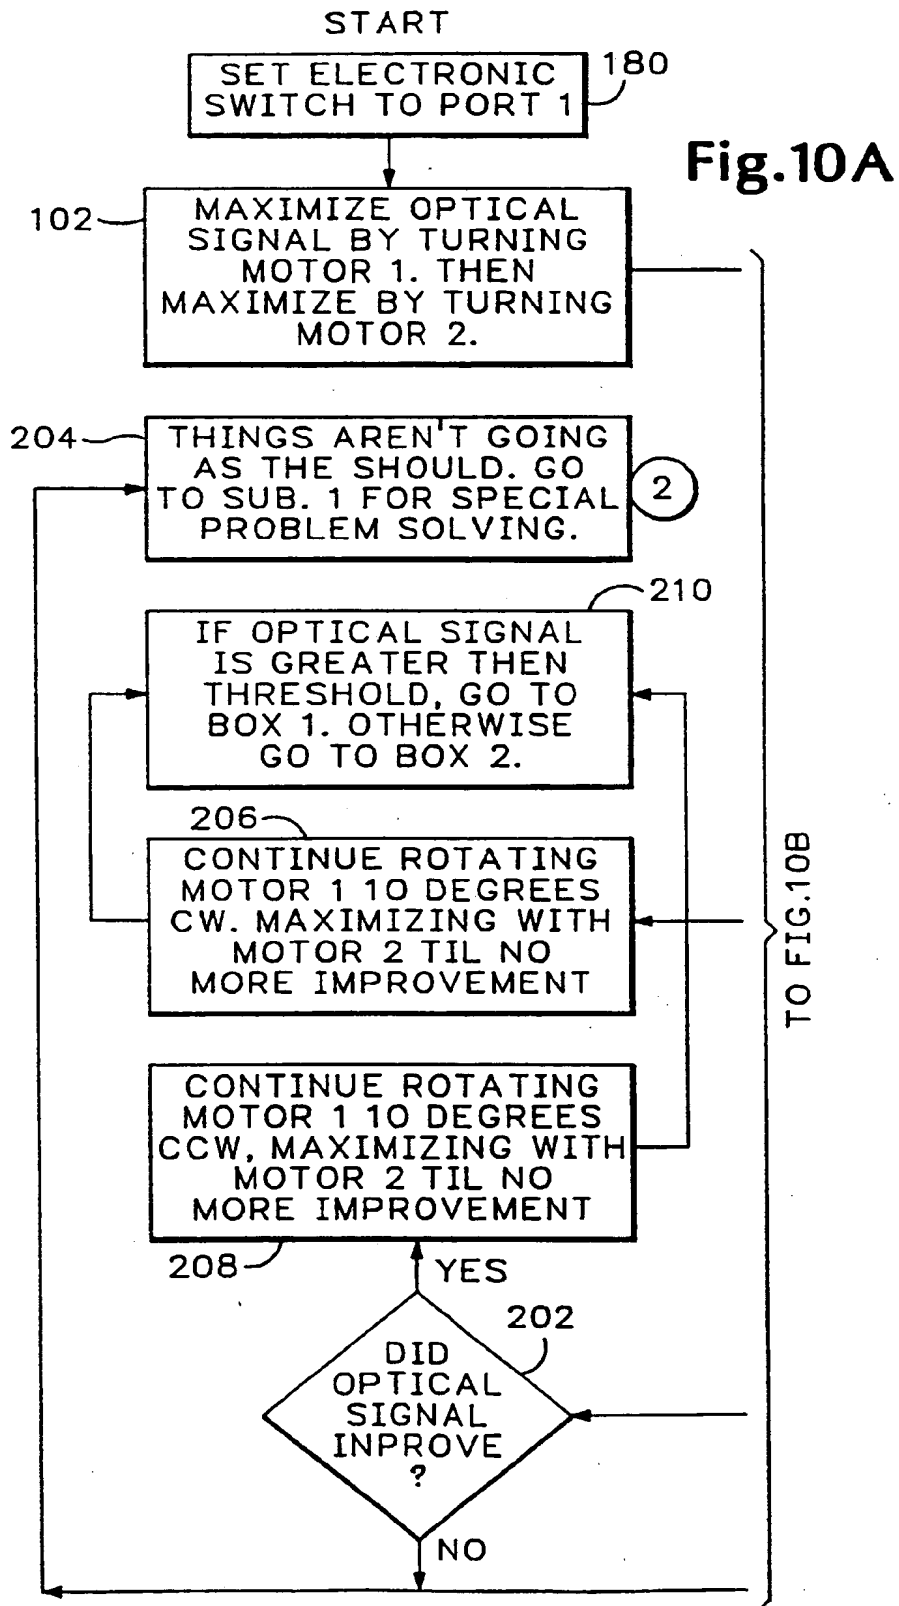 START
SET ELECTRONIC
SWITCH TO PORT 1
180
Fig.10A
102
MAXIMIZE OPTICAL
SIGNAL BY TURNING
MOTOR 1. THEN
MAXIMIZE BY TURNING
MOTOR 2.
204
THINGS AREN'T GOING
AS THE SHOULD. GO
TO SUB. 1 FOR SPECIAL
PROBLEM SOLVING.
2
210
IF OPTICAL SIGNAL
IS GREATER THEN
THRESHOLD, GO TO
BOX 1. OTHERWISE
GO TO BOX 2.
206
CONTINUE ROTATING
MOTOR 1 10 DEGREES
CW. MAXIMIZING WITH
MOTOR 2 TIL NO
MORE IMPROVEMENT
TO FIG.10B
CONTINUE ROTATING
MOTOR 1 10 DEGREES
CCW, MAXIMIZING WITH
MOTOR 2 TIL NO
MORE IMPROVEMENT
208
YES
202
DID
OPTICAL
SIGNAL
INPROVE
?
NO